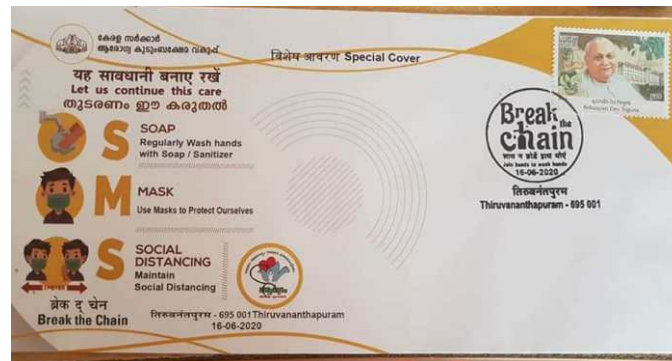 കേരള സർക്കാർ
ആരോഗ്യ കുടുംബക്ഷേമ വകുപ്പ്
विशेष आवरण Special Cover
यह सावधानी बनाए रखें
Let us continue this care
തുടരണം ഈ കരുതൽ
S
SOAP
Regularly Wash hands
with Soap / Sanitizer
M
MASK
Use Masks to Protect Ourselves
S
SOCIAL
DISTANCING
Maintain
Social Distancing
ब्रेक द चेन
Break the Chain
तिरुवनंतपुरम - 695 001 Thiruvananthapuram
16-06-2020
Break
the
chain
साथ न छोड़ें हाथ धोएं
Join hands to wash hands
16-06-2020
तिरुवनंतपुरम
Thiruvananthapuram - 695 001